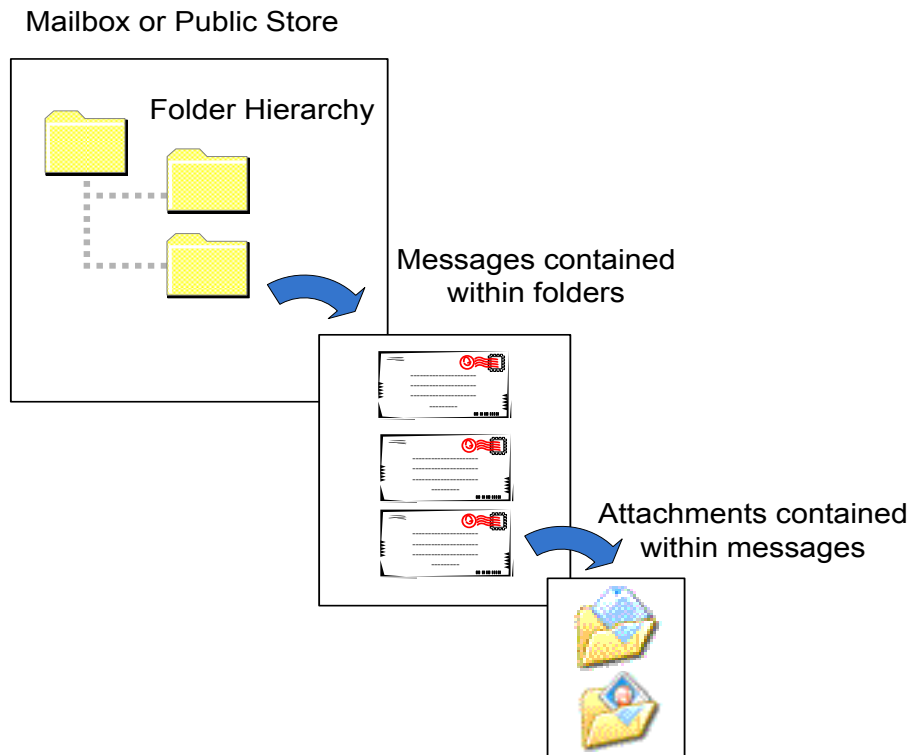 Mailbox or Public Store
Folder Hierarchy
Messages contained
within folders
Attachments contained
within messages